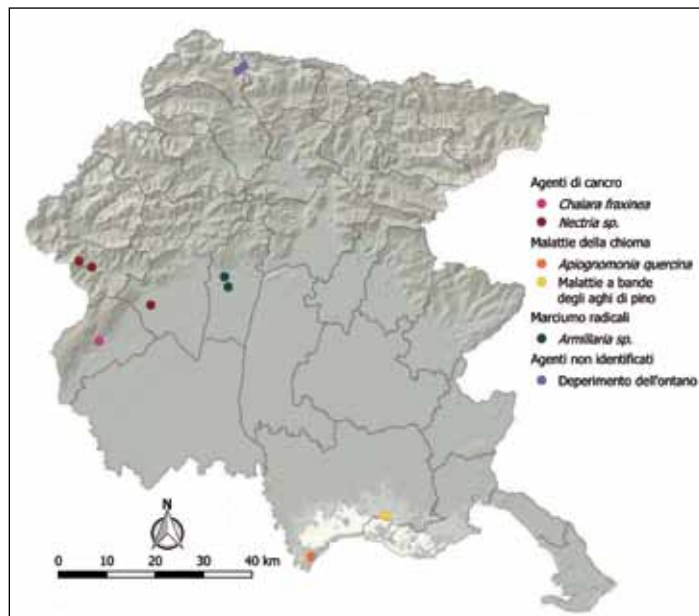 Agenti di cancro
Chalara fraxinea
Nectria sp.
Malattie della chioma
Apiognomonia quercina
Malattie a bande
degli aghi di pino
Marciumo radicali
Armillaria sp.
Agenti non identificati
Deperimento dell'ontano
N
0 10 20 30 40 km